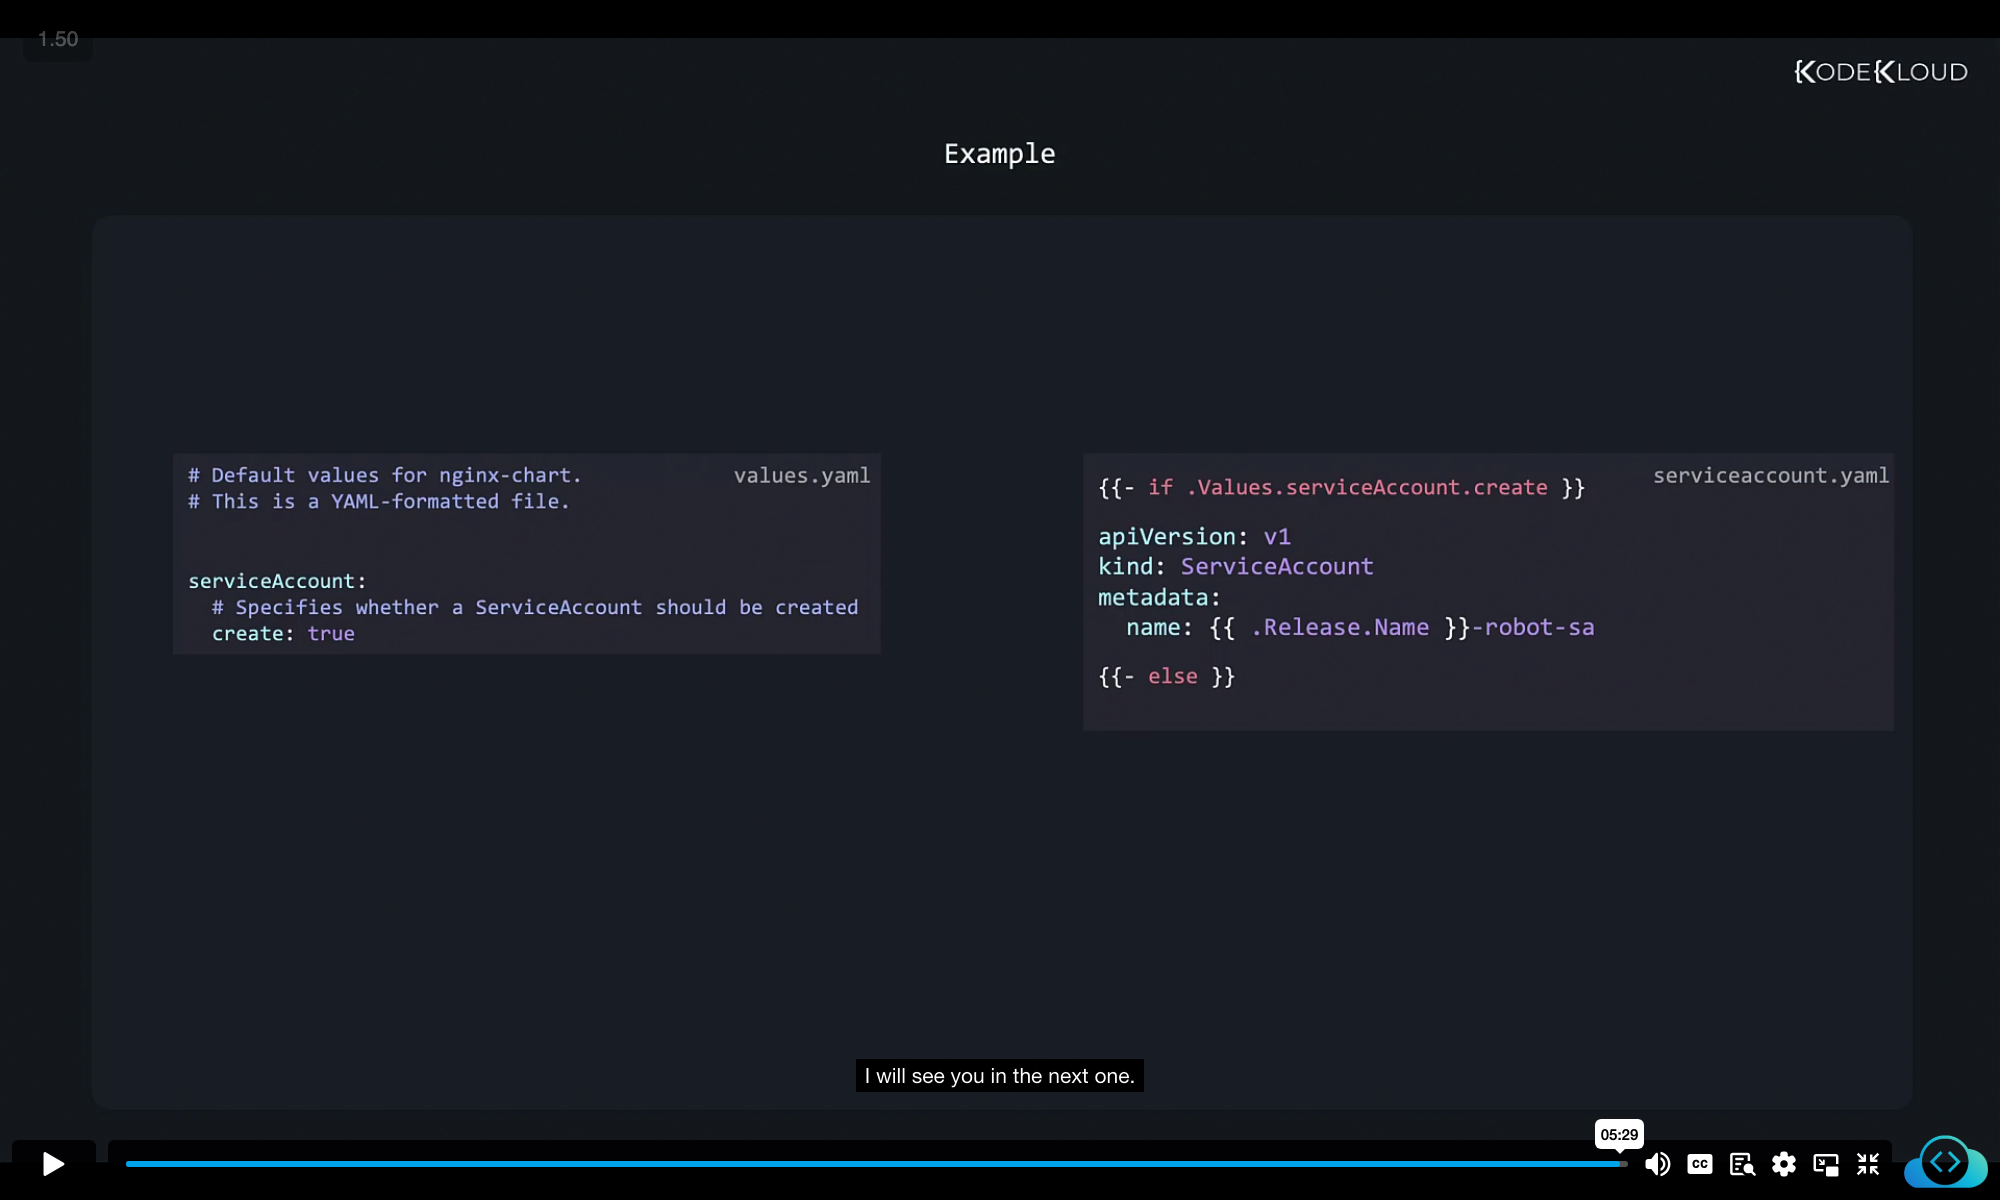 1.50
KODEKLOUD
Example
# Default values for nginx-chart.
values.yaml
# This is a YAML-formatted file.
serviceAccount:
  # Specifies whether a ServiceAccount should be created
  create: true
serviceaccount.yaml
{{- if .Values.serviceAccount.create }}
apiVersion: v1
kind: ServiceAccount
metadata:
  name: {{ .Release.Name }}-robot-sa
{{- else }}
I will see you in the next one.
05:29
CC